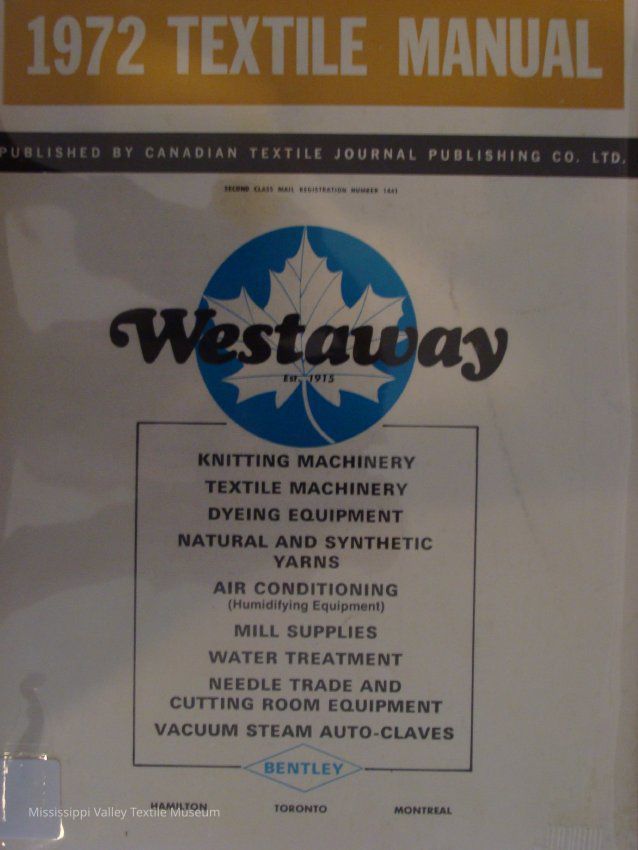 1972 TEXTILE MANUAL
PUBLISHED BY CANADIAN TEXTILE JOURNAL PUBLISHING CO. LTD.
SECOND CLASS MAIL REGISTRATION NUMBER 1441
Westaway
Est. 1915
KNITTING MACHINERY
TEXTILE MACHINERY
DYEING EQUIPMENT
NATURAL AND SYNTHETIC
YARNS
AIR CONDITIONING
(Humidifying Equipment)
MILL SUPPLIES
WATER TREATMENT
NEEDLE TRADE AND
CUTTING ROOM EQUIPMENT
VACUUM STEAM AUTO-CLAVES
BENTLEY
HAMILTON TORONTO MONTREAL
Mississippi Valley Textile Museum